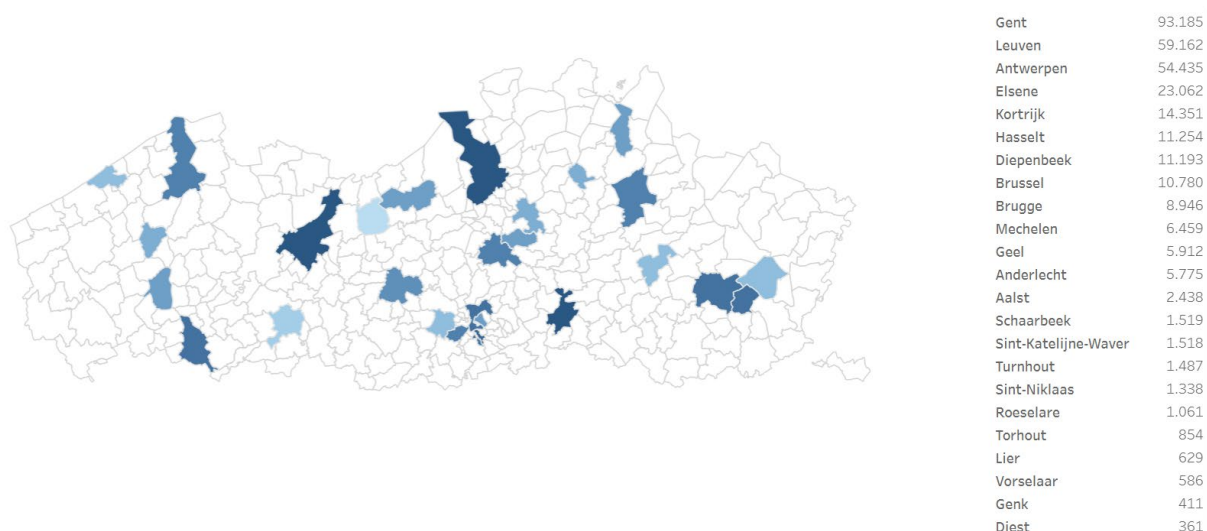 Gent 93.185
Leuven 59.162
Antwerpen 54.435
Elsene 23.062
Kortrijk 14.351
Hasselt 11.254
Diepenbeek 11.193
Brussel 10.780
Brugge 8.946
Mechelen 6.459
Geel 5.912
Anderlecht 5.775
Aalst 2.438
Schaarbeek 1.519
Sint-Katelijne-Waver 1.518
Turnhout 1.487
Sint-Niklaas 1.338
Roeselare 1.061
Torhout 854
Lier 629
Vorselaar 586
Genk 411
Diest 361